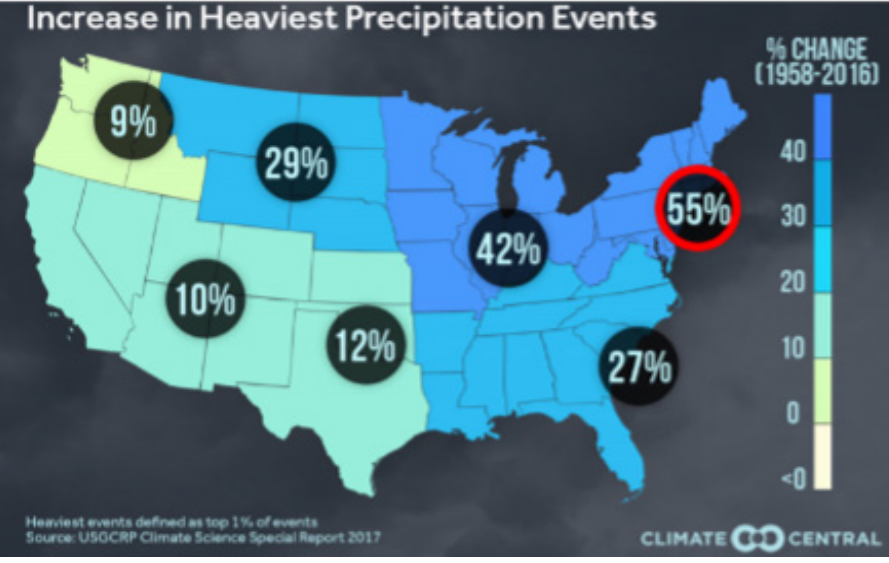 Increase in Heaviest Precipitation Events
% CHANGE
(1958-2016)
9%
29%
55%
42%
10%
12%
27%
40
30
20
10
0
<0
Heaviest events defined as top 1% of events
Source: USGCRP Climate Science Special Report 2017
CLIMATE CENTRAL